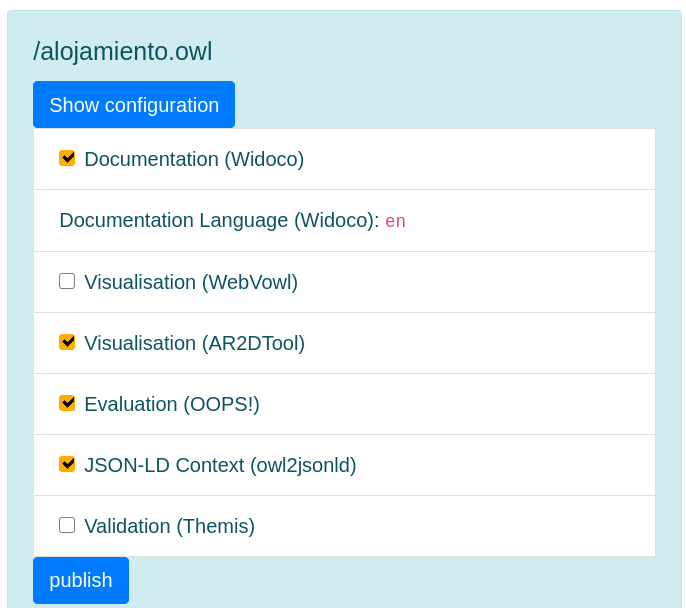 /alojamiento.owl
Show configuration
Documentation (Widoco)
Documentation Language (Widoco): en
Visualisation (WebVowl)
Visualisation (AR2DTool)
Evaluation (OOPS!)
JSON-LD Context (owl2jsonld)
Validation (Themis)
publish